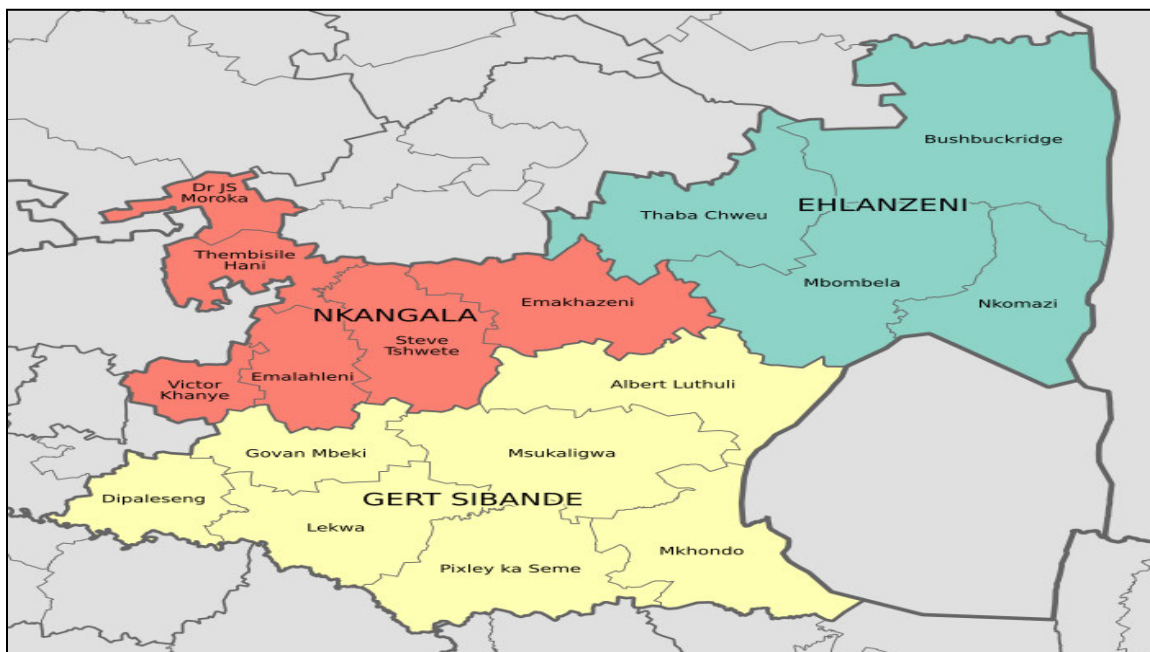 Bushbuckridge
Dr JS
Moroka
Thaba Chweu
EHLANZENI
Thembisile
Hani
Mbombela
Nkomazi
Emakhazeni
NKANGALA
Steve
Tshwete
Victor
Khanye
Emalahleni
Albert Luthuli
Govan Mbeki
Msukaligwa
Dipaleseng
GERT SIBANDE
Lekwa
Mkhondo
Pixley ka Seme